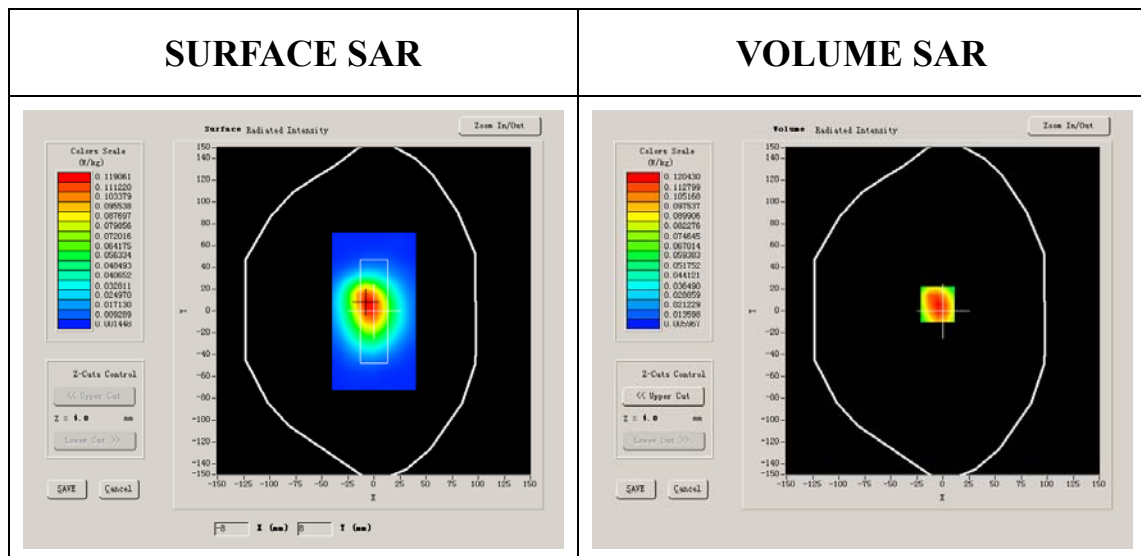 SURFACE SAR
VOLUME SAR
Surface Radiated Intensity
Zoom In/Out
Colors Scale
(W/kg)
0.119061
0.111220
0.103379
0.095538
0.087697
0.079856
0.072016
0.064175
0.056334
0.048493
0.040652
0.032811
0.024970
0.017130
0.009289
0.001448
150
140
120
100
80
60
40
20
0
-20
-40
-60
-80
-100
-120
-140
-150
Y
-150 -125 -100 -75 -50 -25 0 25 50 75 100 125 150
X
Z-Cuts Control
<< Upper Cut
Z = 4.0 mm
Lower Cut >>
SAVE
Cancel
-8 X (mm) 8 Y (mm)
Volume Radiated Intensity
Zoom In/Out
Colors Scale
(W/kg)
0.120430
0.112799
0.105168
0.097537
0.089906
0.082276
0.074645
0.067014
0.059383
0.051752
0.044121
0.036490
0.028859
0.021229
0.013598
0.005967
150
140
120
100
80
60
40
20
0
-20
-40
-60
-80
-100
-120
-140
-150
Y
-150 -125 -100 -75 -50 -25 0 25 50 75 100 125 150
X
Z-Cuts Control
<< Upper Cut
Z = 4.0 mm
Lower Cut >>
SAVE
Cancel